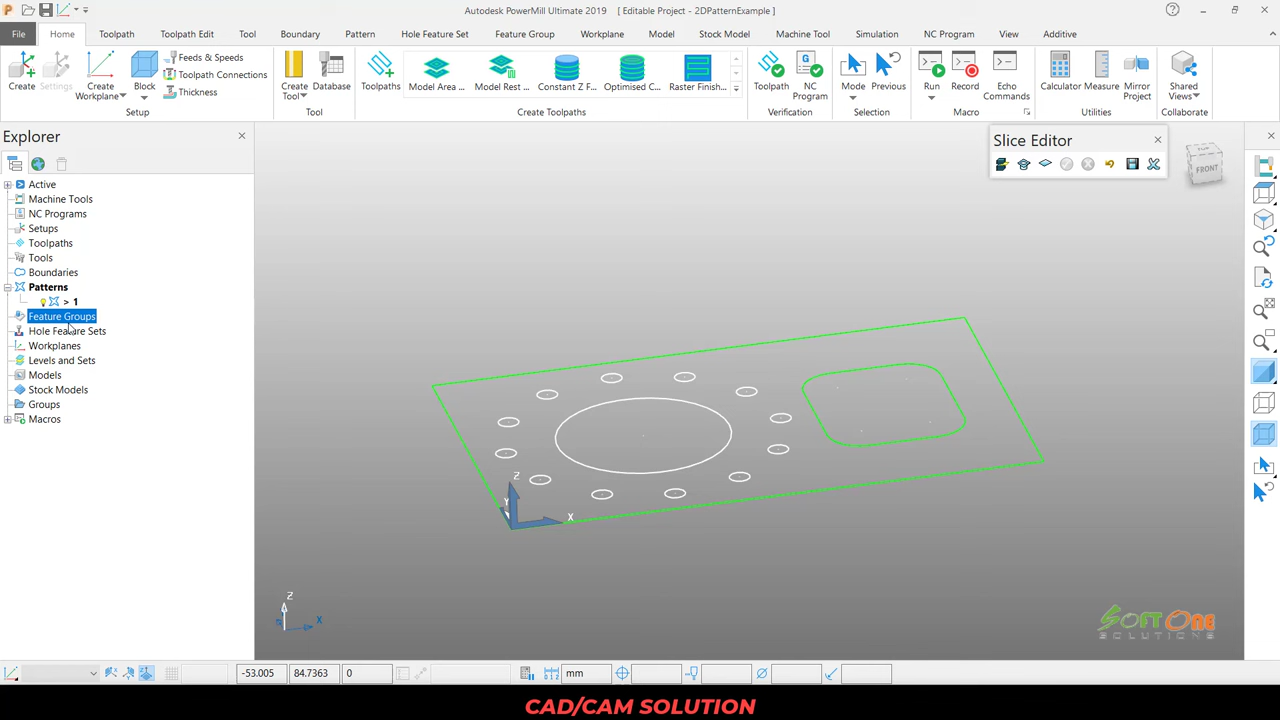 Autodesk PowerMill Ultimate 2019 [ Editable Project - 2DPatternExample ]
File Home Toolpath Toolpath Edit Tool Boundary Pattern Hole Feature Set Feature Group Workplane Model Stock Model Machine Tool Simulation NC Program View Additive
Create
Settings
Create
Workplane
Block
Feeds & Speeds
Toolpath Connections
Thickness
Setup
Create
Tool
Database
Tool
Toolpaths
Model Area ...
Model Rest ...
Constant Z F...
Optimised C...
Raster Finish...
Create Toolpaths
Toolpath
NC
Program
Verification
Mode
Previous
Selection
Run
Record
Echo
Commands
Macro
Calculator
Measure
Mirror
Project
Utilities
Shared
Views
Collaborate
Explorer
Active
Machine Tools
NC Programs
Setups
Toolpaths
Tools
Boundaries
Patterns
> 1
Feature Groups
Hole Feature Sets
Workplanes
Levels and Sets
Models
Stock Models
Groups
Macros
Slice Editor
TOP
FRONT
Z
Y
X
Z
X
SOFTONE
SOLUTIONS
-53.005 84.7363 0 mm
CAD/CAM SOLUTION